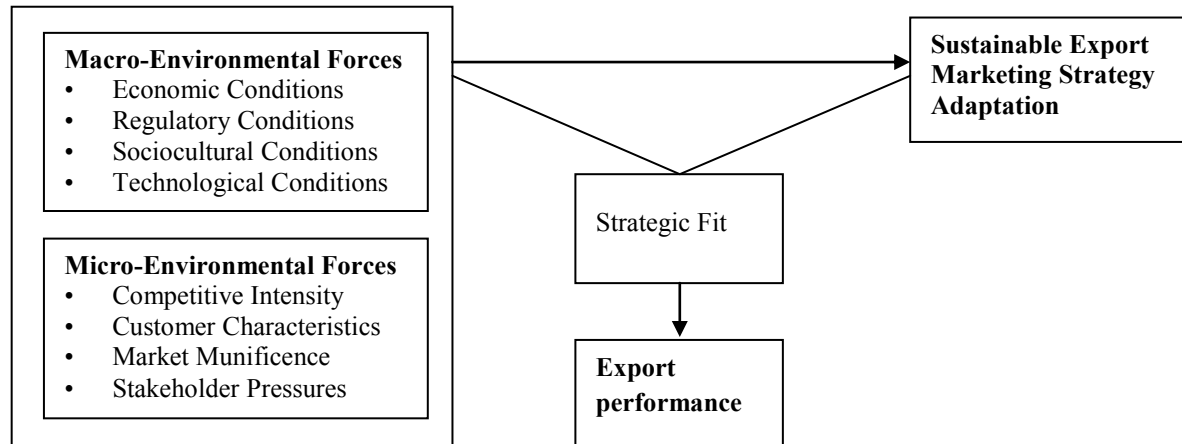 Macro-Environmental Forces
• Economic Conditions
• Regulatory Conditions
• Sociocultural Conditions
• Technological Conditions
Micro-Environmental Forces
• Competitive Intensity
• Customer Characteristics
• Market Munificence
• Stakeholder Pressures
Sustainable Export
Marketing Strategy
Adaptation
Strategic Fit
Export
performance